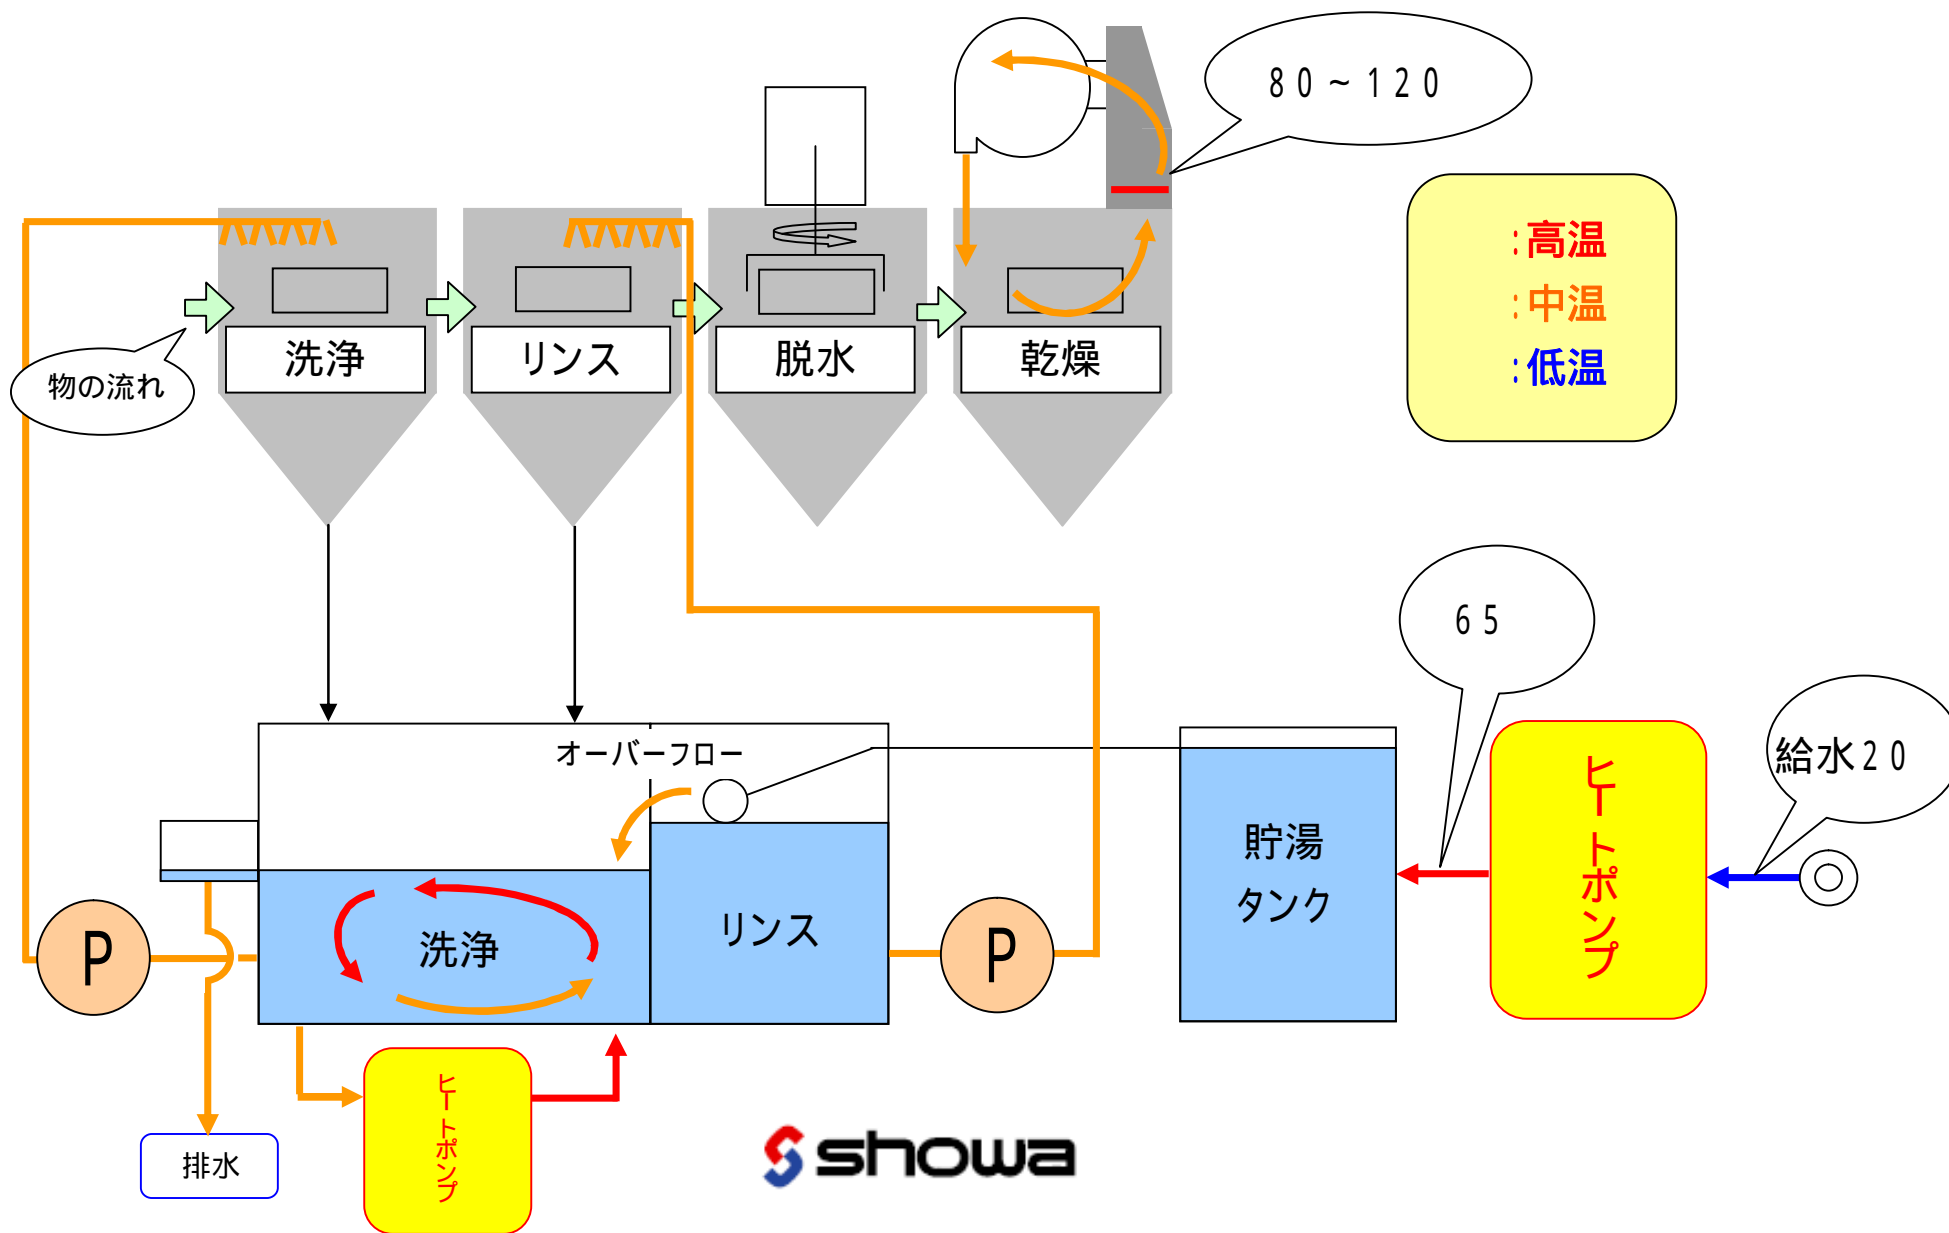 ８０～１２０
：高温
：中温
：低温
洗浄
リンス
脱水
乾燥
物の流れ
６５
オーバーフロー
給水２０
ヒートポンプ
貯湯
タンク
リンス
洗浄
P
P
ヒートポンプ
排水
showa